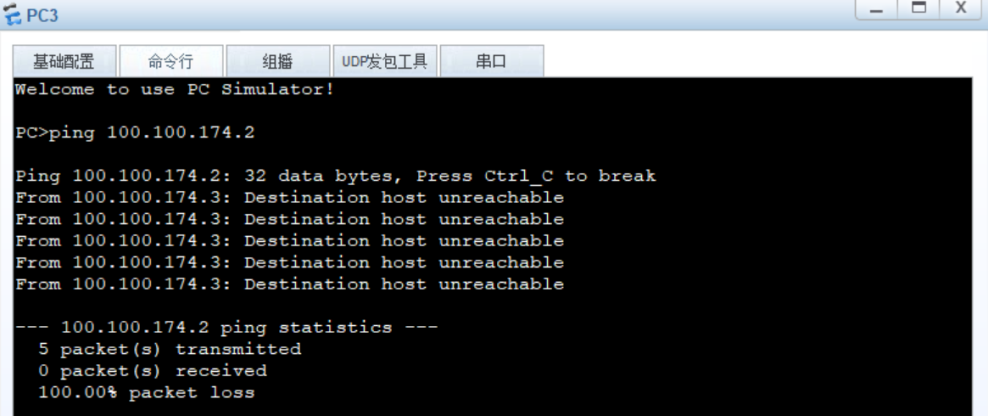 PC3
基础配置 命令行 组播 UDP发包工具 串口
Welcome to use PC Simulator!
PC>ping 100.100.174.2
Ping 100.100.174.2: 32 data bytes, Press Ctrl_C to break
From 100.100.174.3: Destination host unreachable
From 100.100.174.3: Destination host unreachable
From 100.100.174.3: Destination host unreachable
From 100.100.174.3: Destination host unreachable
From 100.100.174.3: Destination host unreachable
--- 100.100.174.2 ping statistics ---
5 packet(s) transmitted
0 packet(s) received
100.00% packet loss